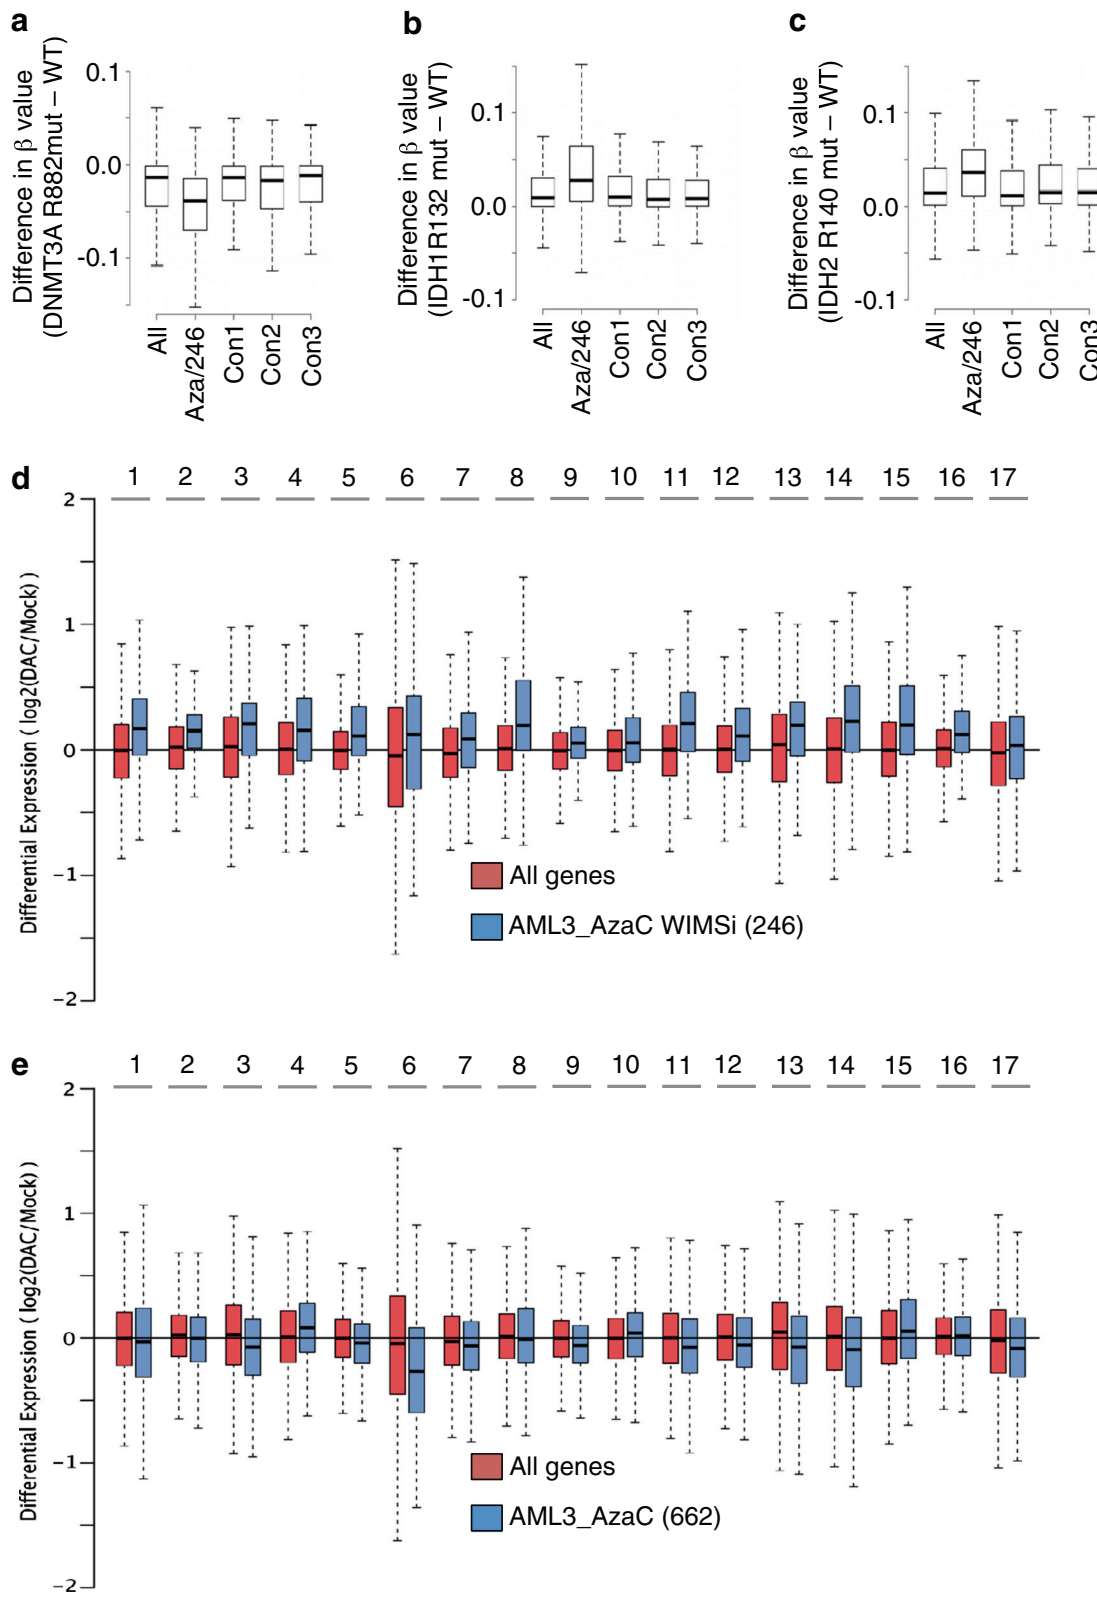 a
Difference in β value
(DNMT3A R882mut – WT)
0.1
0.0
-0.1
All
Aza/246
Con1
Con2
Con3
b
Difference in β value
(IDH1R132 mut – WT)
0.1
0.0
-0.1
All
Aza/246
Con1
Con2
Con3
c
Difference in β value
(IDH2 R140 mut – WT)
0.1
0.0
-0.1
All
Aza/246
Con1
Con2
Con3
d
1 2 3 4 5 6 7 8 9 10 11 12 13 14 15 16 17
Differential Expression ( log2(DAC/Mock) )
2
1
0
−1
−2
All genes
AML3_AzaC WIMSi (246)
e
1 2 3 4 5 6 7 8 9 10 11 12 13 14 15 16 17
Differential Expression ( log2(DAC/Mock) )
2
1
0
−1
−2
All genes
AML3_AzaC (662)